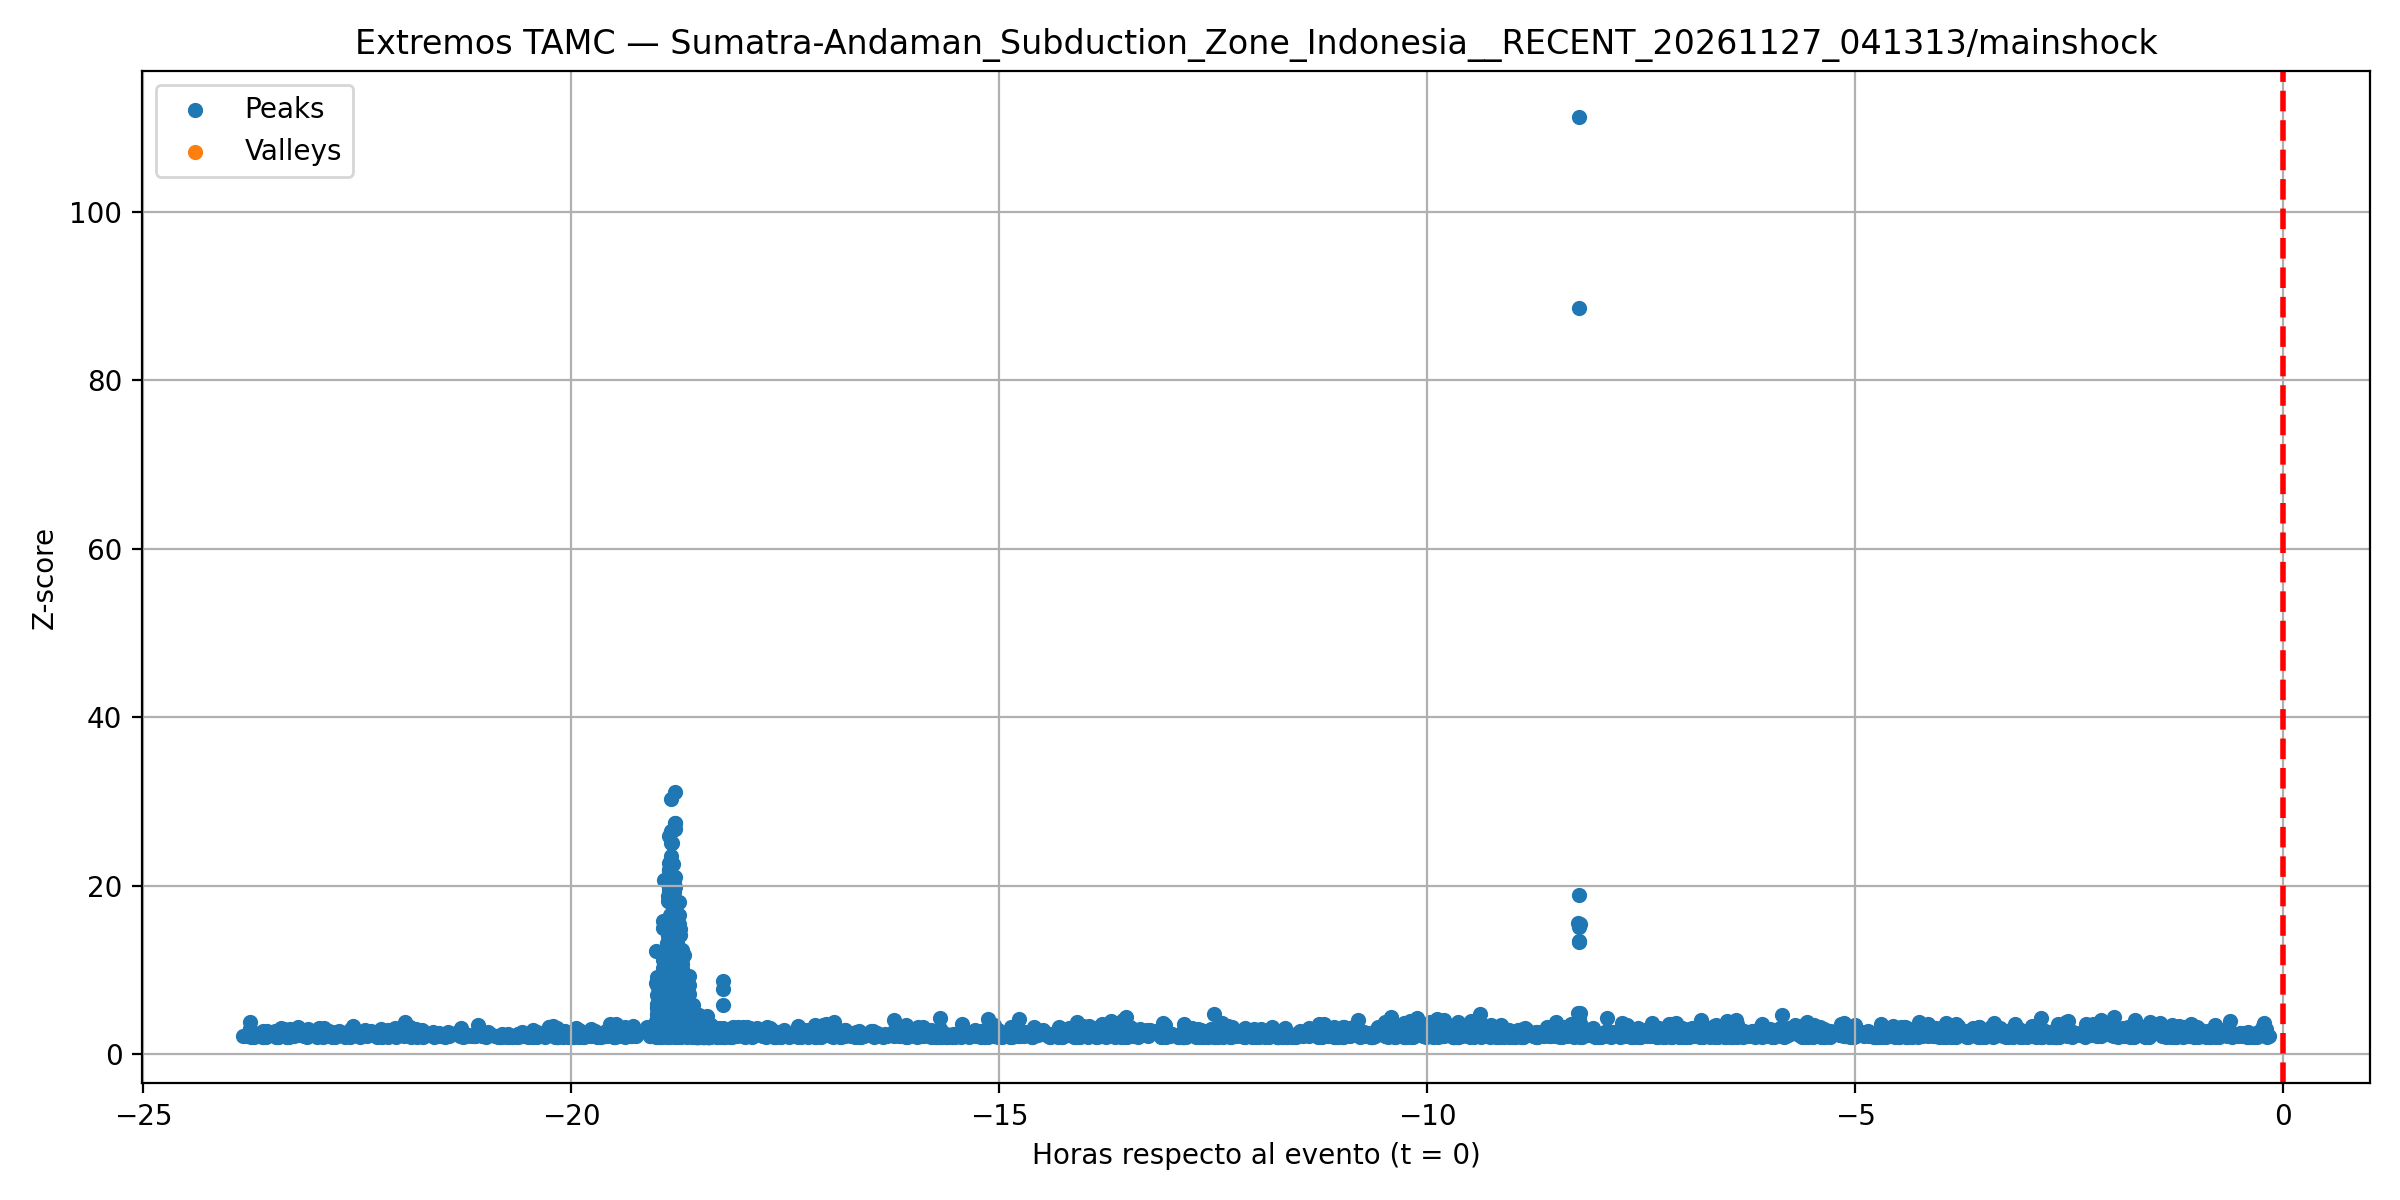 Extremos TAMC — Sumatra-Andaman_Subduction_Zone_Indonesia__RECENT_20261127_041313/mainshock
Peaks
Valleys
Z-score
100
80
60
40
20
0
−25
−20
−15
−10
−5
0
Horas respecto al evento (t = 0)